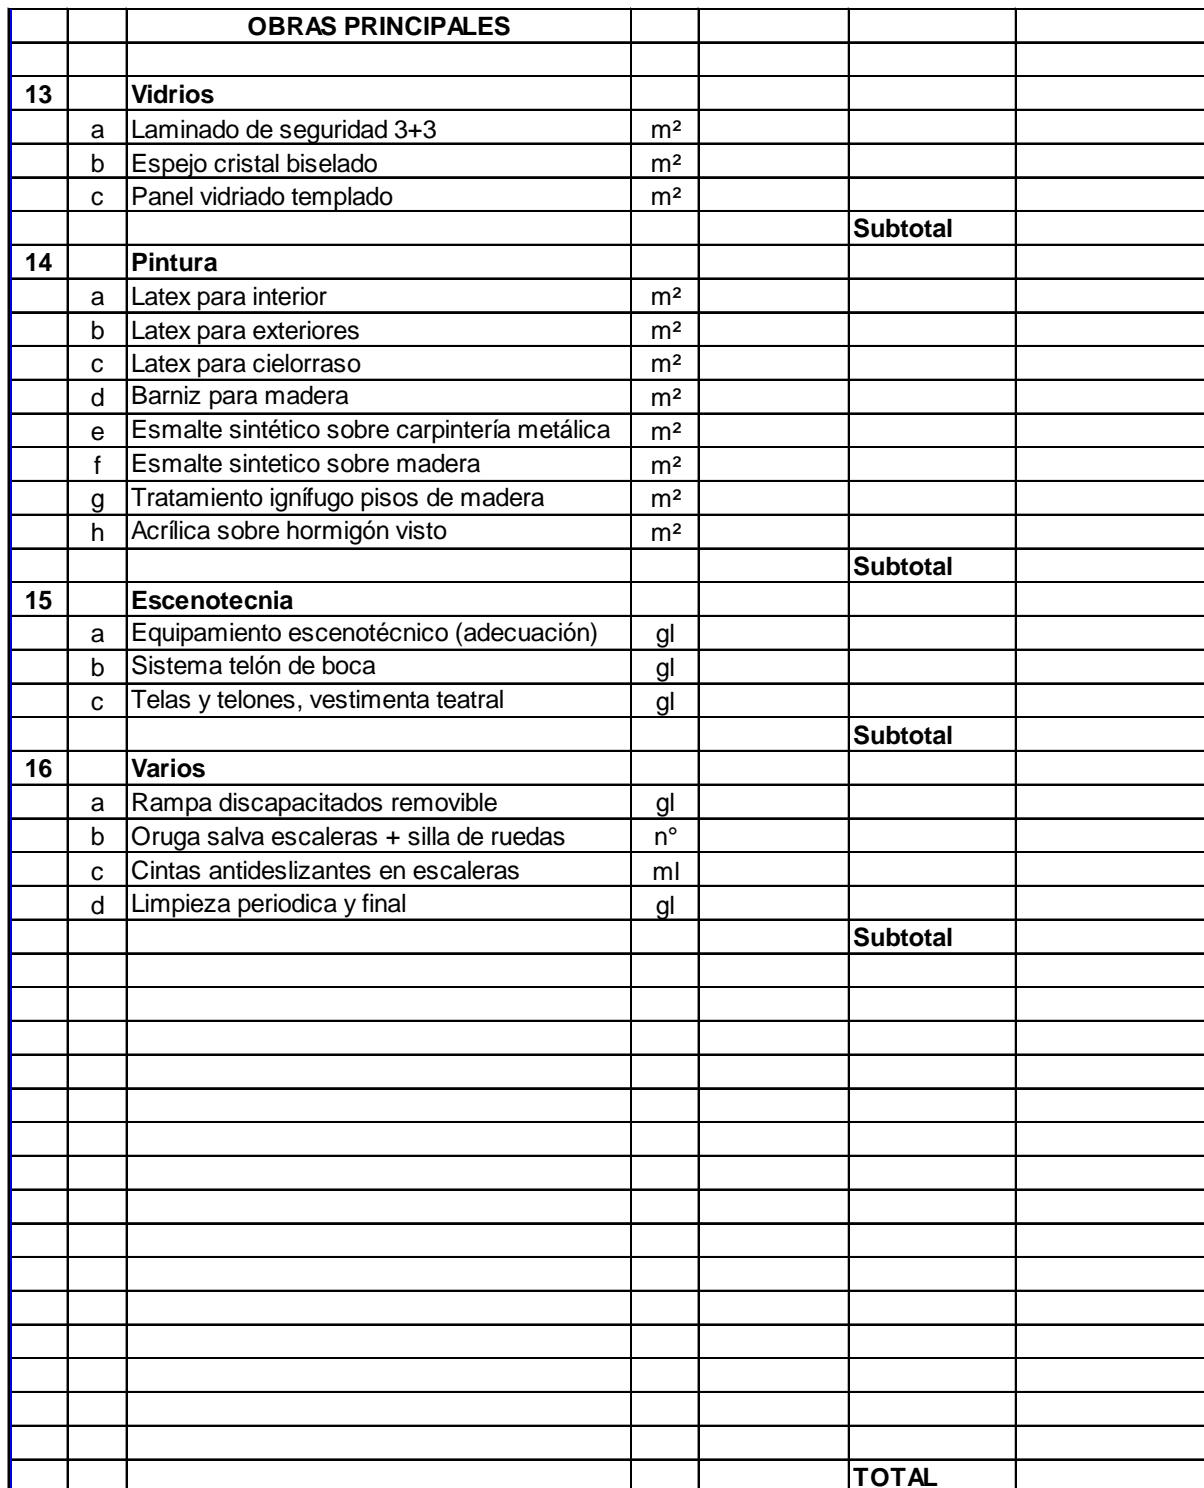 OBRAS PRINCIPALES
13 Vidrios
a Laminado de seguridad 3+3 m²
b Espejo cristal biselado m²
c Panel vidriado templado m²
Subtotal
14 Pintura
a Latex para interior m²
b Latex para exteriores m²
c Latex para cielorraso m²
d Barniz para madera m²
e Esmalte sintético sobre carpintería metálica m²
f Esmalte sintetico sobre madera m²
g Tratamiento ignífugo pisos de madera m²
h Acrílica sobre hormigón visto m²
Subtotal
15 Escenotecnia
a Equipamiento escenotécnico (adecuación) gl
b Sistema telón de boca gl
c Telas y telones, vestimenta teatral gl
Subtotal
16 Varios
a Rampa discapacitados removible gl
b Oruga salva escaleras + silla de ruedas n°
c Cintas antideslizantes en escaleras ml
d Limpieza periodica y final gl
Subtotal
TOTAL